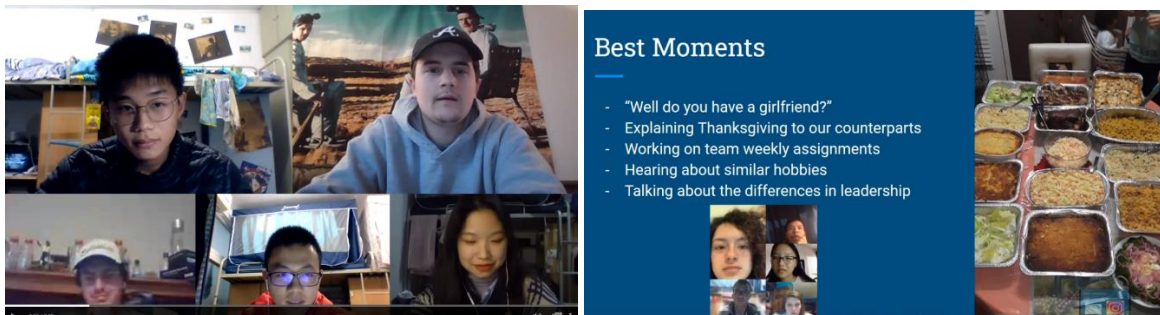 A
Best Moments
- “Well do you have a girlfriend?”
- Explaining Thanksgiving to our counterparts
- Working on team weekly assignments
- Hearing about similar hobbies
- Talking about the differences in leadership